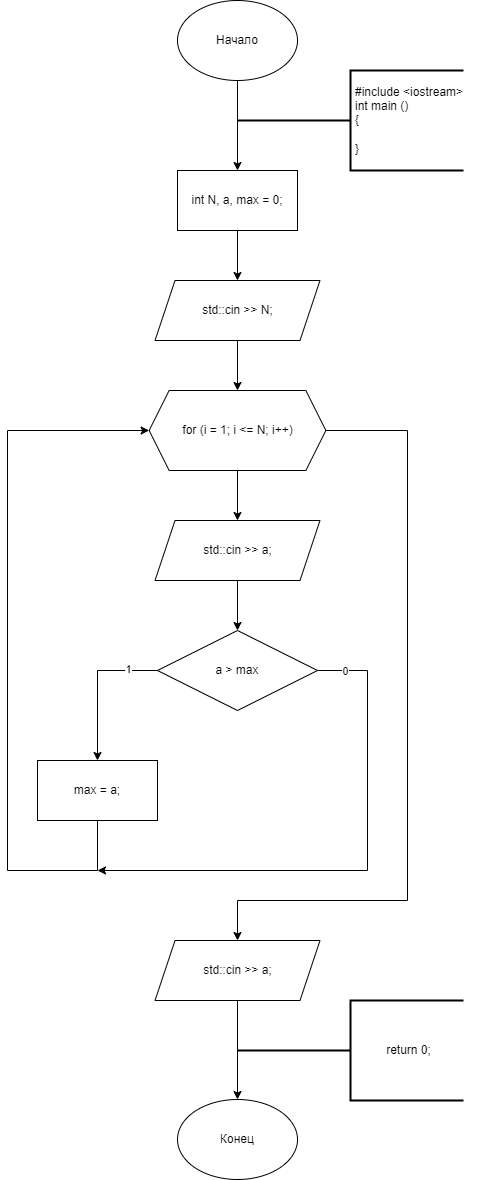 Начало
#include <iostream>
int main ()
{
}
int N, a, max = 0;
std::cin >> N;
for (i = 1; i <= N; i++)
std::cin >> a;
a > max
1
0
max = a;
std::cin >> a;
return 0;
Конец